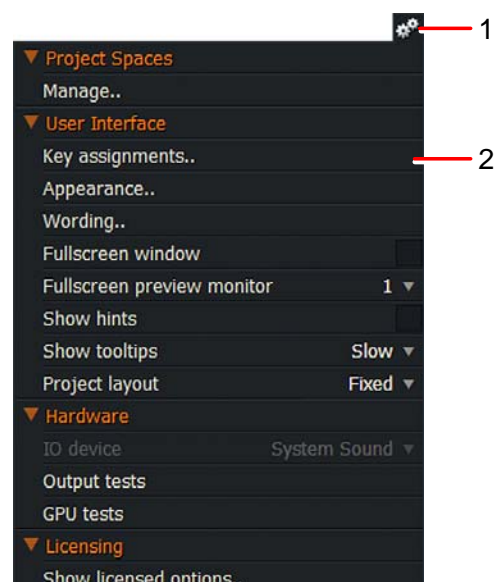 1
Project Spaces
Manage..
User Interface
Key assignments..
2
Appearance..
Wording..
Fullscreen window
Fullscreen preview monitor 1
Show hints
Show tooltips Slow
Project layout Fixed
Hardware
IO device System Sound
Output tests
GPU tests
Licensing
Show licensed options